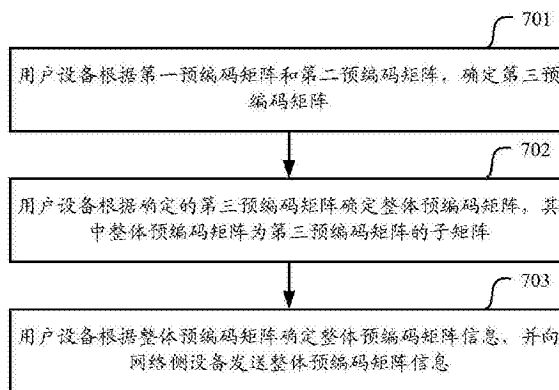 701
用户设备根据第一预编码矩阵和第二预编码矩阵，确定第三预
编码矩阵
702
用户设备根据确定的第三预编码矩阵确定整体预编码矩阵，其
中整体预编码矩阵为第三预编码矩阵的子矩阵
703
用户设备根据整体预编码矩阵确定整体预编码矩阵信息，并向
网络侧设备发送整体预编码矩阵信息